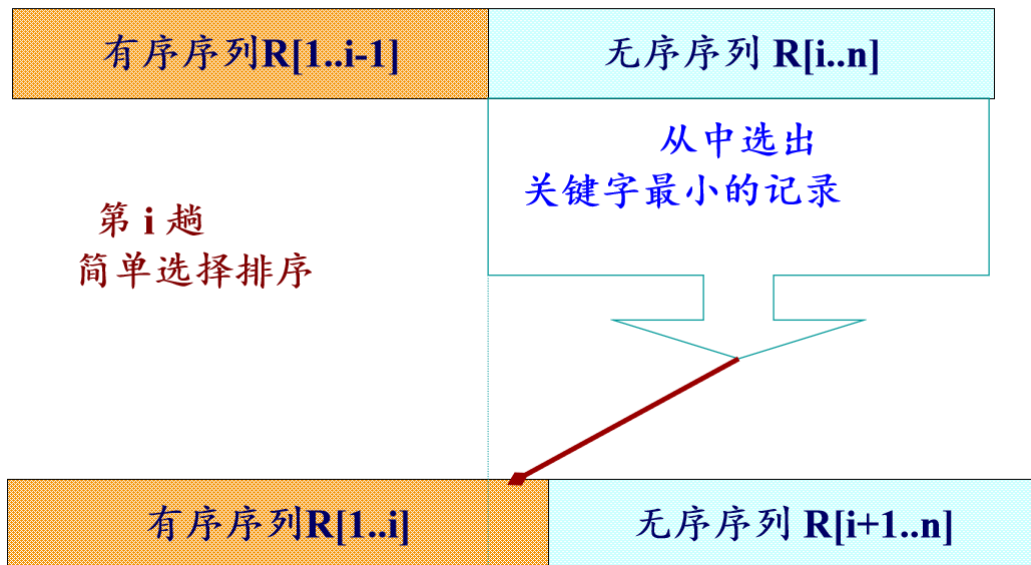 有序序列R[1..i-1]
无序序列 R[i..n]
从中选出
关键字最小的记录
第 i 趟
简单选择排序
有序序列R[1..i]
无序序列 R[i+1..n]